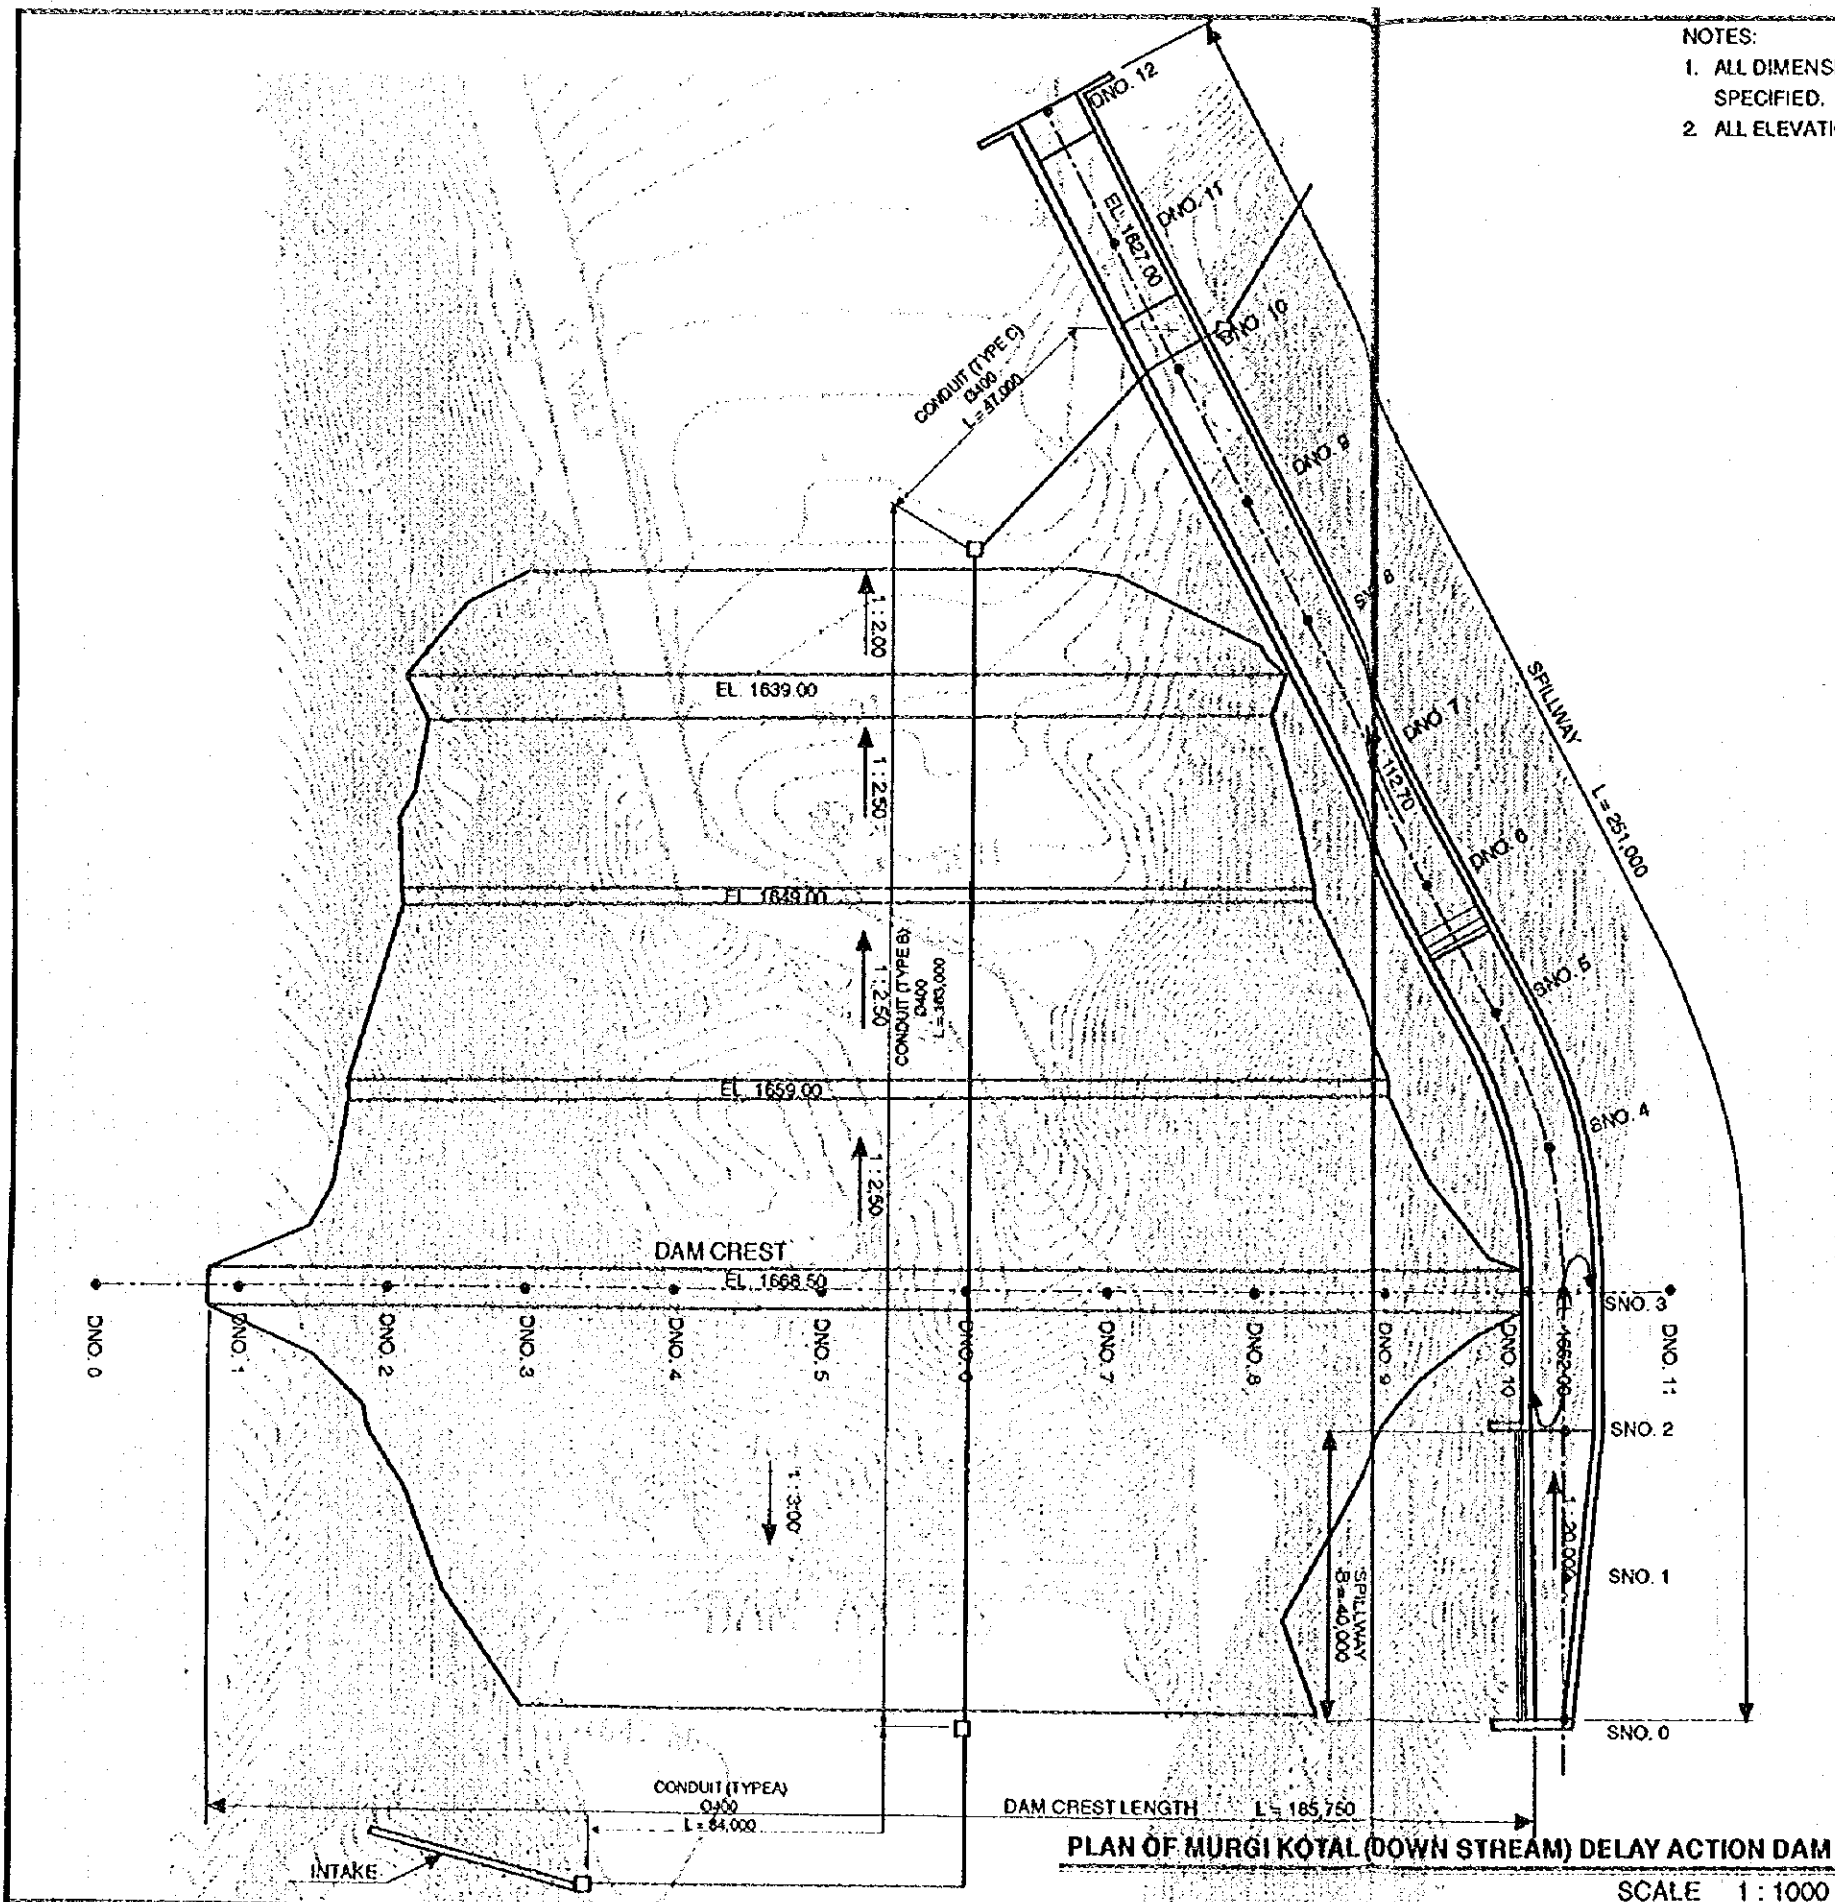 NOTES:
1. ALL DIMENS
SPECIFIED.
2. ALL ELEVATI
DNO. 12
DNO. 11
EL. 1627.00
DNO. 10
CONDUIT (TYPE C)
L = 47,000
DNO. 9
1 : 2.00
EL. 1639.00
SPILLWAY
DNO. 7
1 : 2.50
1 : 2.70
L = 251,000
DNO. 6
EL. 1649.00
1 : 2.50
CONDUIT (TYPE B)
SNO. 5
EL. 1659.00
SNO. 4
1 : 2.50
DAM CREST
EL. 1668.50
SNO. 3
DNO. 0
DNO. 1
DNO. 2
DNO. 3
DNO. 4
DNO. 5
DNO. 6
DNO. 7
DNO. 8
DNO. 9
DNO. 10
DNO. 11
SNO. 2
1 : 3.00
SPILLWAY
B = 40,000
SNO. 1
SNO. 0
CONDUIT (TYPE A)
L = 64,000
DAM CREST LENGTH L = 185,750
INTAKE
PLAN OF MURGI KOTAL (DOWN STREAM) DELAY ACTION DAM
SCALE 1 : 1000